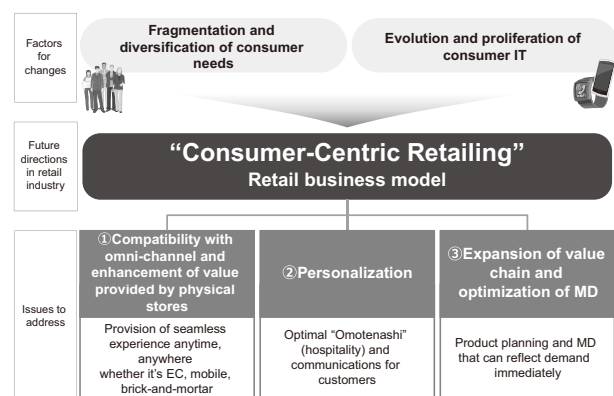 Factors
for
changes
Fragmentation and
diversification of consumer
needs
Evolution and proliferation of
consumer IT
Future
directions
in retail
industry
“Consumer-Centric Retailing”
Retail business model
Issues to
address
①Compatibility with
omni-channel and
enhancement of value
provided by physical
stores
Provision of seamless
experience anytime,
anywhere
whether it’s EC, mobile,
brick-and-mortar
②Personalization
Optimal “Omotenashi”
(hospitality) and
communications for
customers
③Expansion of value
chain and
optimization of MD
Product planning and MD
that can reflect demand
immediately